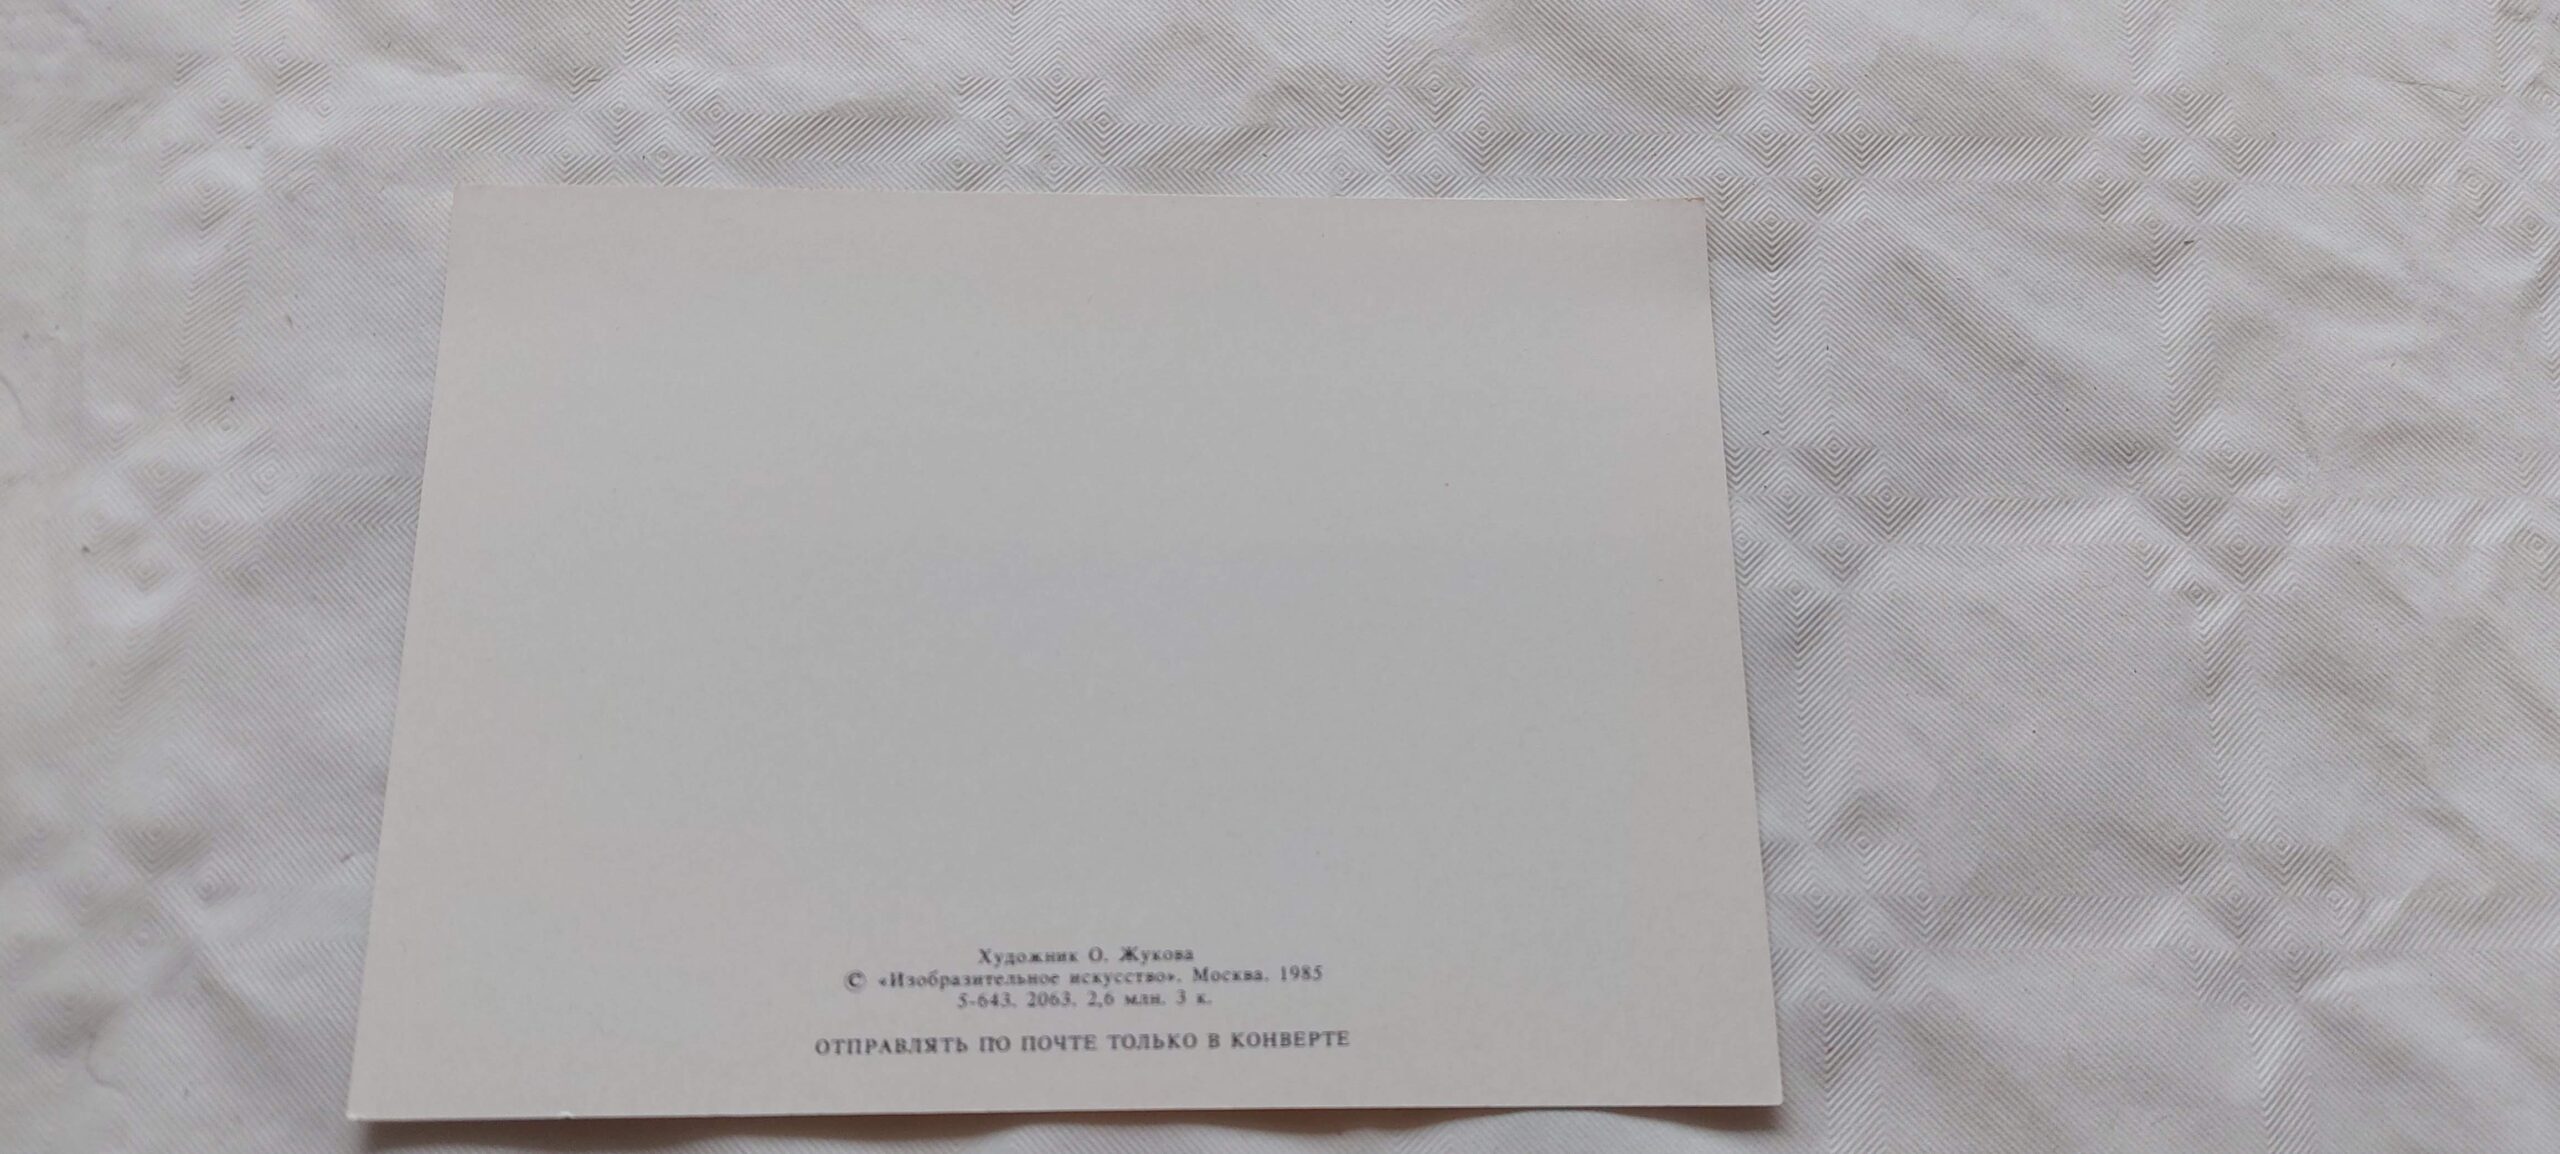 Художник О. Жукова
© «Изобразительное искусство». Москва. 1985
5-643. 2063. 2,6 млн. 3 к.
ОТПРАВЛЯТЬ ПО ПОЧТЕ ТОЛЬКО В КОНВЕРТЕ